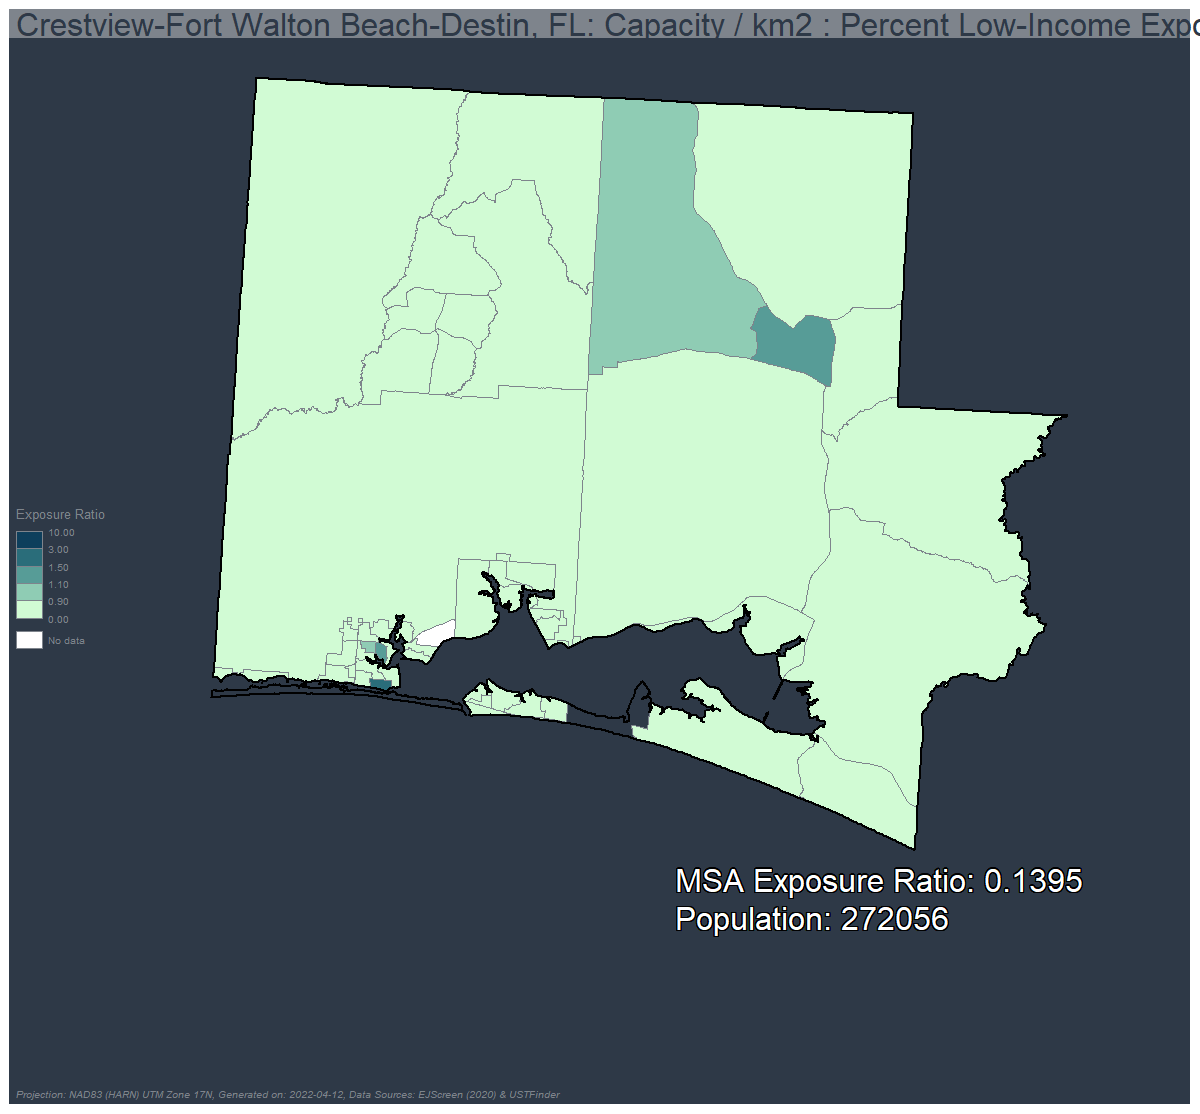 Crestview-Fort Walton Beach-Destin, FL: Capacity / km2 : Percent Low-Income Expo
Exposure Ratio
10.00
3.00
1.50
1.10
0.90
0.00
No data
MSA Exposure Ratio: 0.1395
Population: 272056
Projection: NAD83 (HARN) UTM Zone 17N, Generated on: 2022-04-12, Data Sources: EJScreen (2020) & USTFinder